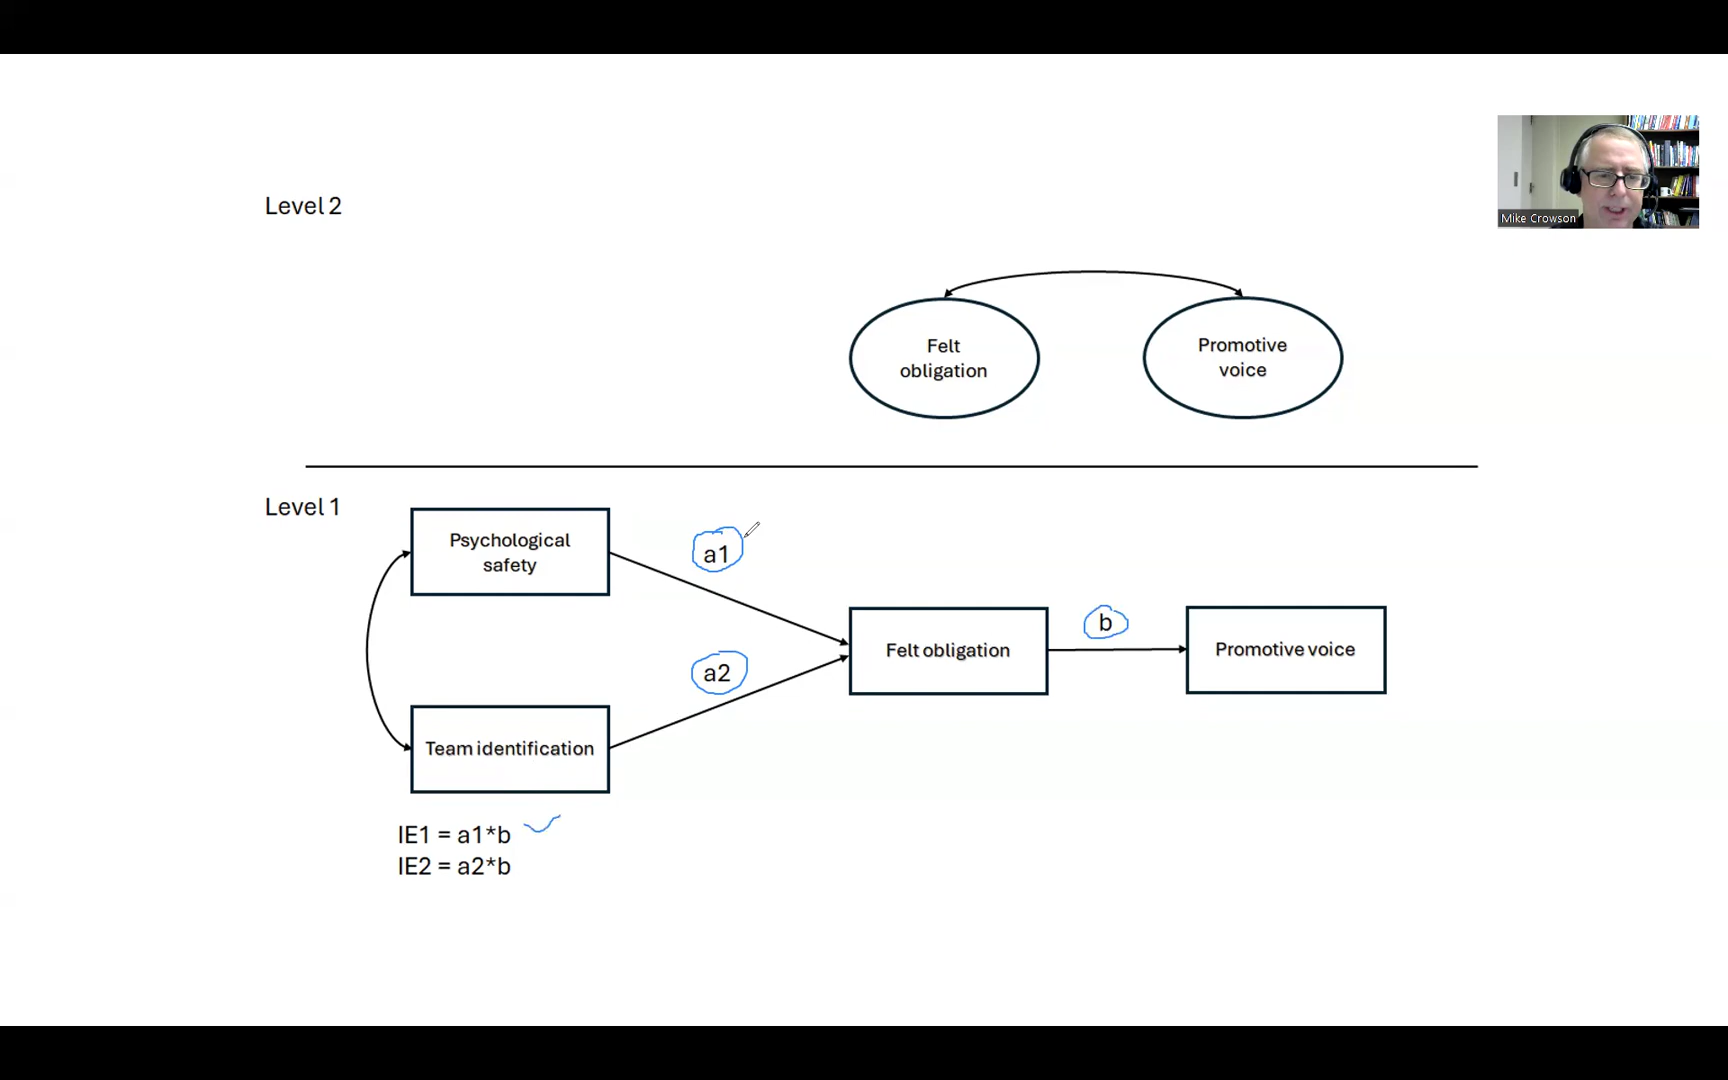 Level 2
Mike Crowson
Felt
obligation
Promotive
voice
Level 1
Psychological
safety
a1
b
Felt obligation
Promotive voice
a2
Team identification
IE1 = a1*b
IE2 = a2*b